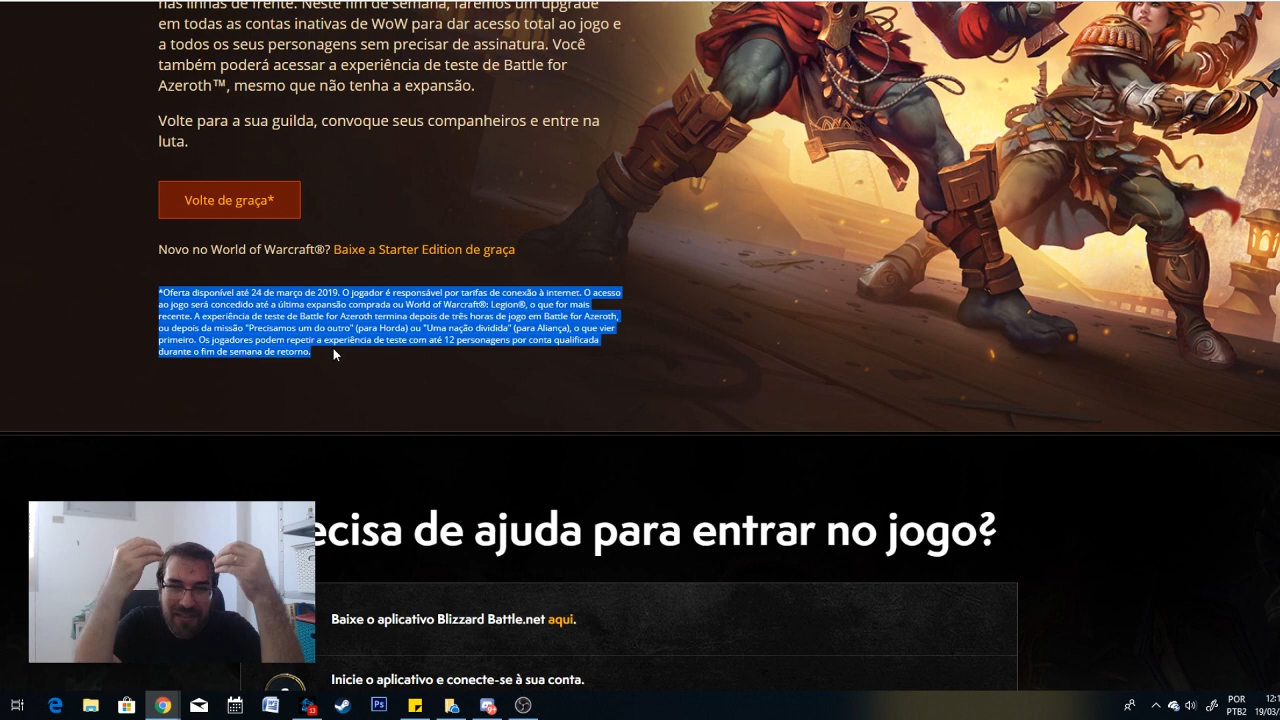 nas linhas de frente. Neste fim de semana, faremos um upgrade
em todas as contas inativas de WoW para dar acesso total ao jogo e
a todos os seus personagens sem precisar de assinatura. Você
também poderá acessar a experiência de teste de Battle for
Azeroth™, mesmo que não tenha a expansão.
Volte para a sua guilda, convoque seus companheiros e entre na
luta.
Volte de graça*
Novo no World of Warcraft®? Baixe a Starter Edition de graça
*Oferta disponível até 24 de março de 2019. O jogador é responsável por tarifas de conexão à internet. O acesso
ao jogo será concedido até a última expansão comprada ou World of Warcraft®: Legion®, o que for mais
recente. A experiência de teste de Battle for Azeroth termina depois de três horas de jogo em Battle for Azeroth,
ou depois da missão "Precisamos um do outro" (para Horda) ou "Uma nação dividida" (para Aliança), o que vier
primeiro. Os jogadores podem repetir a experiência de teste com até 12 personagens por conta qualificada
durante o fim de semana de retorno.
ecisa de ajuda para entrar no jogo?
Baixe o aplicativo Blizzard Battle.net aqui.
Inicie o aplicativo e conecte-se à sua conta.
Ps
13
POR
PTB2
12:1
19/03/